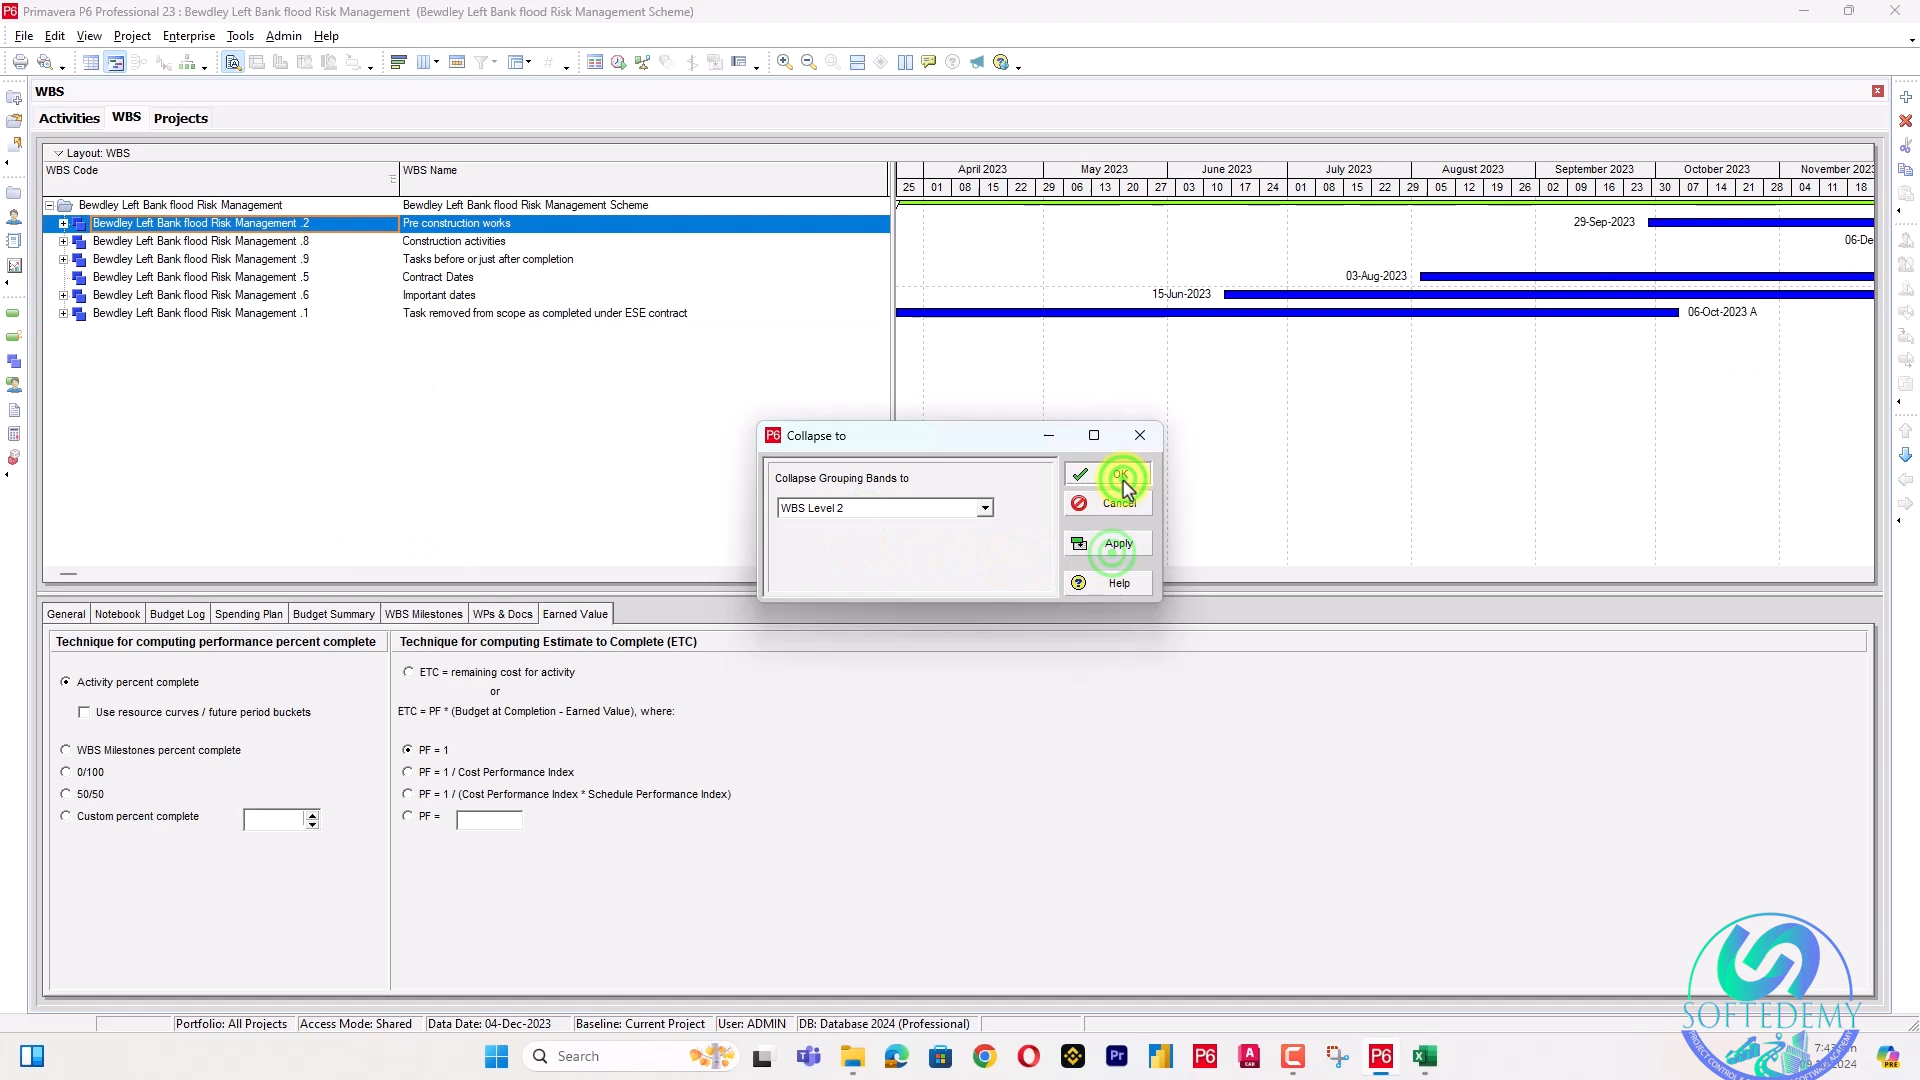 Primavera P6 Professional 23 : Bewdley Left Bank flood Risk Management (Bewdley Left Bank flood Risk Management Scheme)
File Edit View Project Enterprise Tools Admin Help
WBS
Activities WBS Projects
Layout: WBS
WBS Code WBS Name
April 2023 May 2023 June 2023 July 2023 August 2023 September 2023 October 2023 November 2023
25 01 08 15 22 29 06 13 20 27 03 10 17 24 01 08 15 22 29 05 12 19 26 02 09 16 23 30 07 14 21 28 04 11 18
Bewdley Left Bank flood Risk Management Bewdley Left Bank flood Risk Management Scheme
Bewdley Left Bank flood Risk Management .2 Pre construction works 29-Sep-2023
Bewdley Left Bank flood Risk Management .8 Construction activities 06-De
Bewdley Left Bank flood Risk Management .9 Tasks before or just after completion
Bewdley Left Bank flood Risk Management .5 Contract Dates 03-Aug-2023
Bewdley Left Bank flood Risk Management .6 Important dates 15-Jun-2023
Bewdley Left Bank flood Risk Management .1 Task removed from scope as completed under ESE contract 06-Oct-2023 A
P6 Collapse to
Collapse Grouping Bands to
WBS Level 2
OK
Cancel
Apply
Help
General Notebook Budget Log Spending Plan Budget Summary WBS Milestones WPs & Docs Earned Value
Technique for computing performance percent complete
Activity percent complete
Use resource curves / future period buckets
WBS Milestones percent complete
0/100
50/50
Custom percent complete
Technique for computing Estimate to Complete (ETC)
ETC = remaining cost for activity
or
ETC = PF * (Budget at Completion - Earned Value), where:
PF = 1
PF = 1 / Cost Performance Index
PF = 1 / (Cost Performance Index * Schedule Performance Index)
PF =
Portfolio: All Projects Access Mode: Shared Data Date: 04-Dec-2023 Baseline: Current Project User: ADMIN DB: Database 2024 (Professional)
Search
SOFTEDEMY